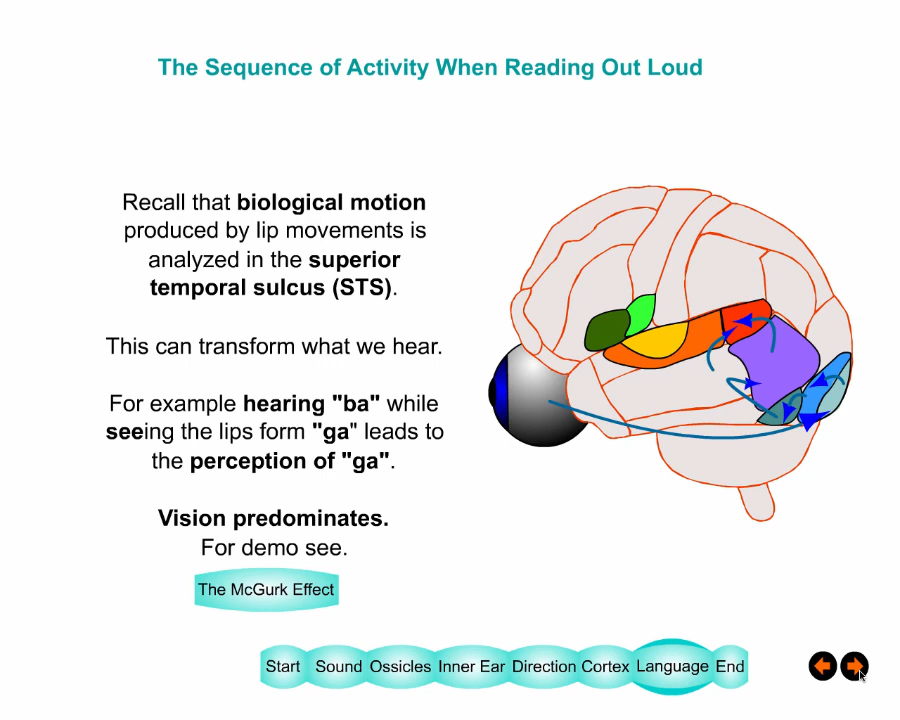 The Sequence of Activity When Reading Out Loud
Recall that biological motion
produced by lip movements is
analyzed in the superior
temporal sulcus (STS).
This can transform what we hear.
For example hearing "ba" while
seeing the lips form "ga" leads to
the perception of "ga".
Vision predominates.
For demo see.
The McGurk Effect
Start Sound Ossicles Inner Ear Direction Cortex Language End